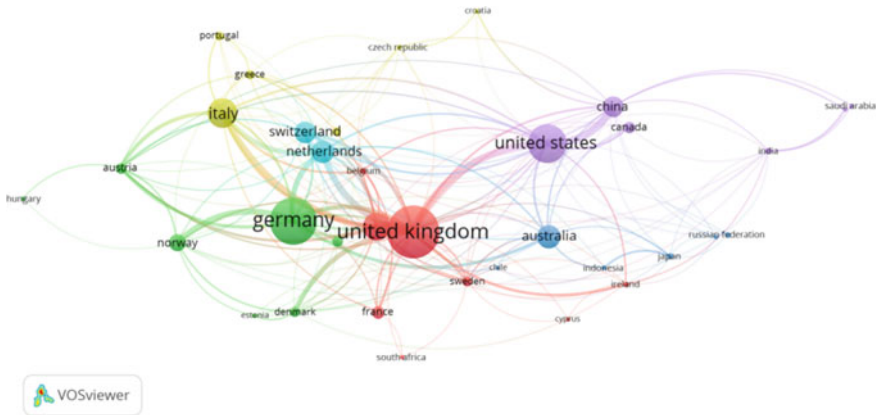 croatia
portugal
czech republic
greece
italy
china
saudi arabia
canada
switzerland
united states
netherlands
india
austria
belgium
hungary
germany
united kingdom
norway
australia
russian federation
japan
chile
indonesia
sweden
ireland
estonia
denmark
france
cyprus
south africa
VOSviewer